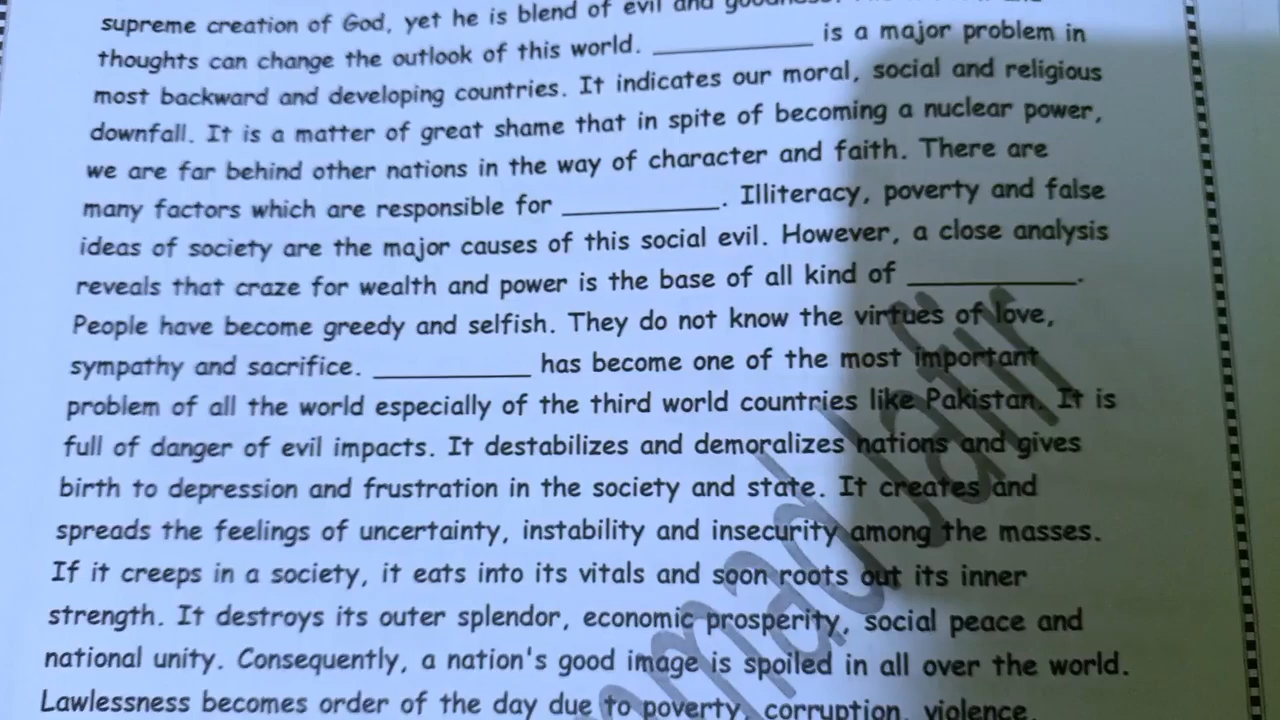 supreme creation of God, yet he is blend of evil and
thoughts can change the outlook of this world. ____________ is a major problem in
most backward and developing countries. It indicates our moral, social and religious
downfall. It is a matter of great shame that in spite of becoming a nuclear power,
we are far behind other nations in the way of character and faith. There are
many factors which are responsible for ____________. Illiteracy, poverty and false
ideas of society are the major causes of this social evil. However, a close analysis
reveals that craze for wealth and power is the base of all kind of ____________.
People have become greedy and selfish. They do not know the virtues of love,
sympathy and sacrifice. ____________ has become one of the most important
problem of all the world especially of the third world countries like Pakistan. It is
full of danger of evil impacts. It destabilizes and demoralizes nations and gives
birth to depression and frustration in the society and state. It creates and
spreads the feelings of uncertainty, instability and insecurity among the masses.
If it creeps in a society, it eats into its vitals and soon roots out its inner
strength. It destroys its outer splendor, economic prosperity, social peace and
national unity. Consequently, a nation's good image is spoiled in all over the world.
Lawlessness becomes order of the day due to poverty, corruption, violence,